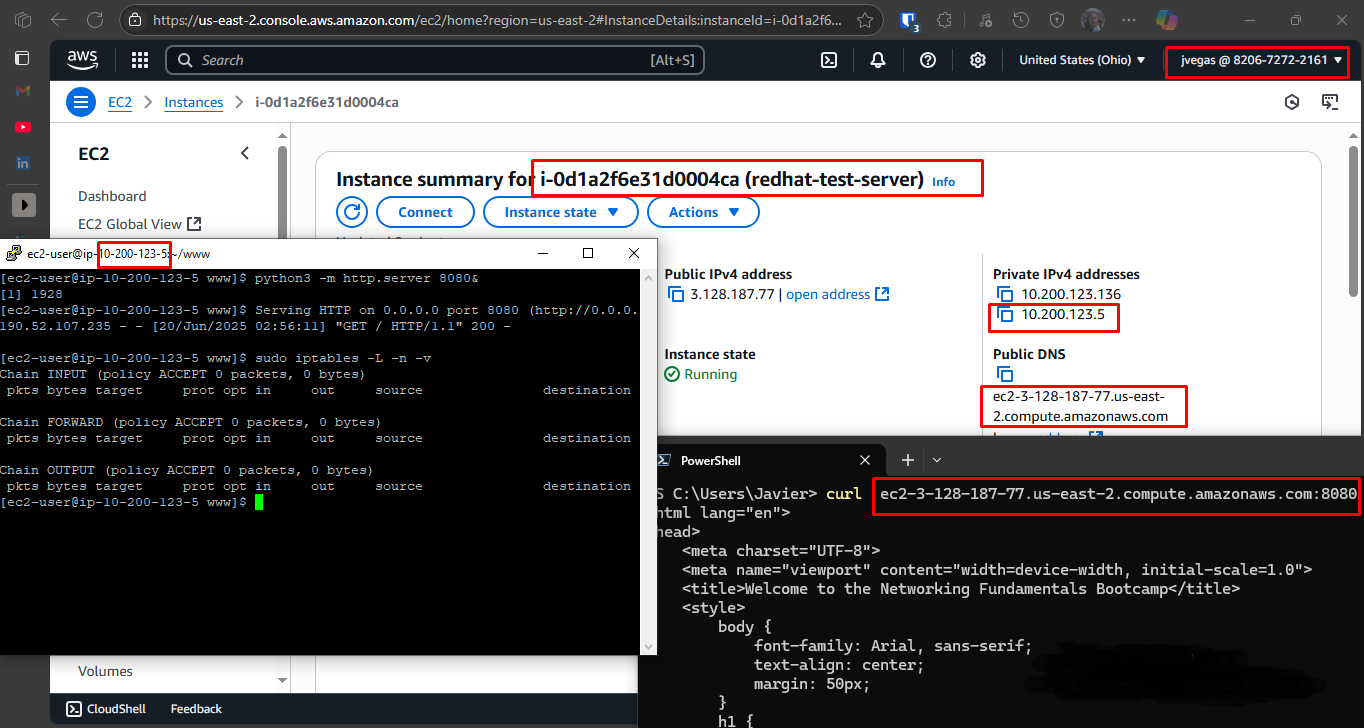 https://us-east-2.console.aws.amazon.com/ec2/home?region=us-east-2#InstanceDetails:instanceId=i-0d1a2f6e31d0004ca...
3
aws
Search [Alt+S]
United States (Ohio)
jvegas @ 8206-7272-2161
EC2 > Instances > i-0d1a2f6e31d0004ca
EC2
Dashboard
EC2 Global View
Instance summary for i-0d1a2f6e31d0004ca (redhat-test-server) Info
Connect Instance state Actions
Public IPv4 address
3.128.187.77 | open address
Instance state
Running
Private IPv4 addresses
10.200.123.136
10.200.123.5
Public DNS
ec2-3-128-187-77.us-east-
2.compute.amazonaws.com
ec2-user@ip-10-200-123-5:~/www
[ec2-user@ip-10-200-123-5 www]$ python3 -m http.server 8080&
[1] 1928
[ec2-user@ip-10-200-123-5 www]$ Serving HTTP on 0.0.0.0 port 8080 (http://0.0.0.
190.52.107.235 - - [20/Jun/2025 02:56:11] "GET / HTTP/1.1" 200 -
[ec2-user@ip-10-200-123-5 www]$ sudo iptables -L -n -v
Chain INPUT (policy ACCEPT 0 packets, 0 bytes)
pkts bytes target prot opt in out source destination
Chain FORWARD (policy ACCEPT 0 packets, 0 bytes)
pkts bytes target prot opt in out source destination
Chain OUTPUT (policy ACCEPT 0 packets, 0 bytes)
pkts bytes target prot opt in out source destination
[ec2-user@ip-10-200-123-5 www]$
PowerShell
S C:\Users\Javier> curl ec2-3-128-187-77.us-east-2.compute.amazonaws.com:8080
html lang="en">
head>
<meta charset="UTF-8">
<meta name="viewport" content="width=device-width, initial-scale=1.0">
<title>Welcome to the Networking Fundamentals Bootcamp</title>
<style>
body {
font-family: Arial, sans-serif;
text-align: center;
margin: 50px;
}
h1 {
Volumes
CloudShell Feedback